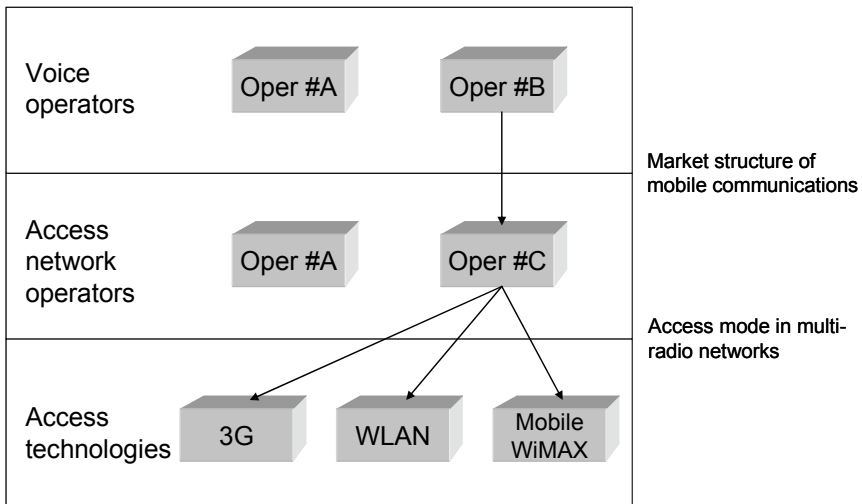 Voice
operators
Oper #A
Oper #B
Market structure of
mobile communications
Access
network
operators
Oper #A
Oper #C
Access mode in multi-
radio networks
Access
technologies
3G
WLAN
Mobile
WiMAX